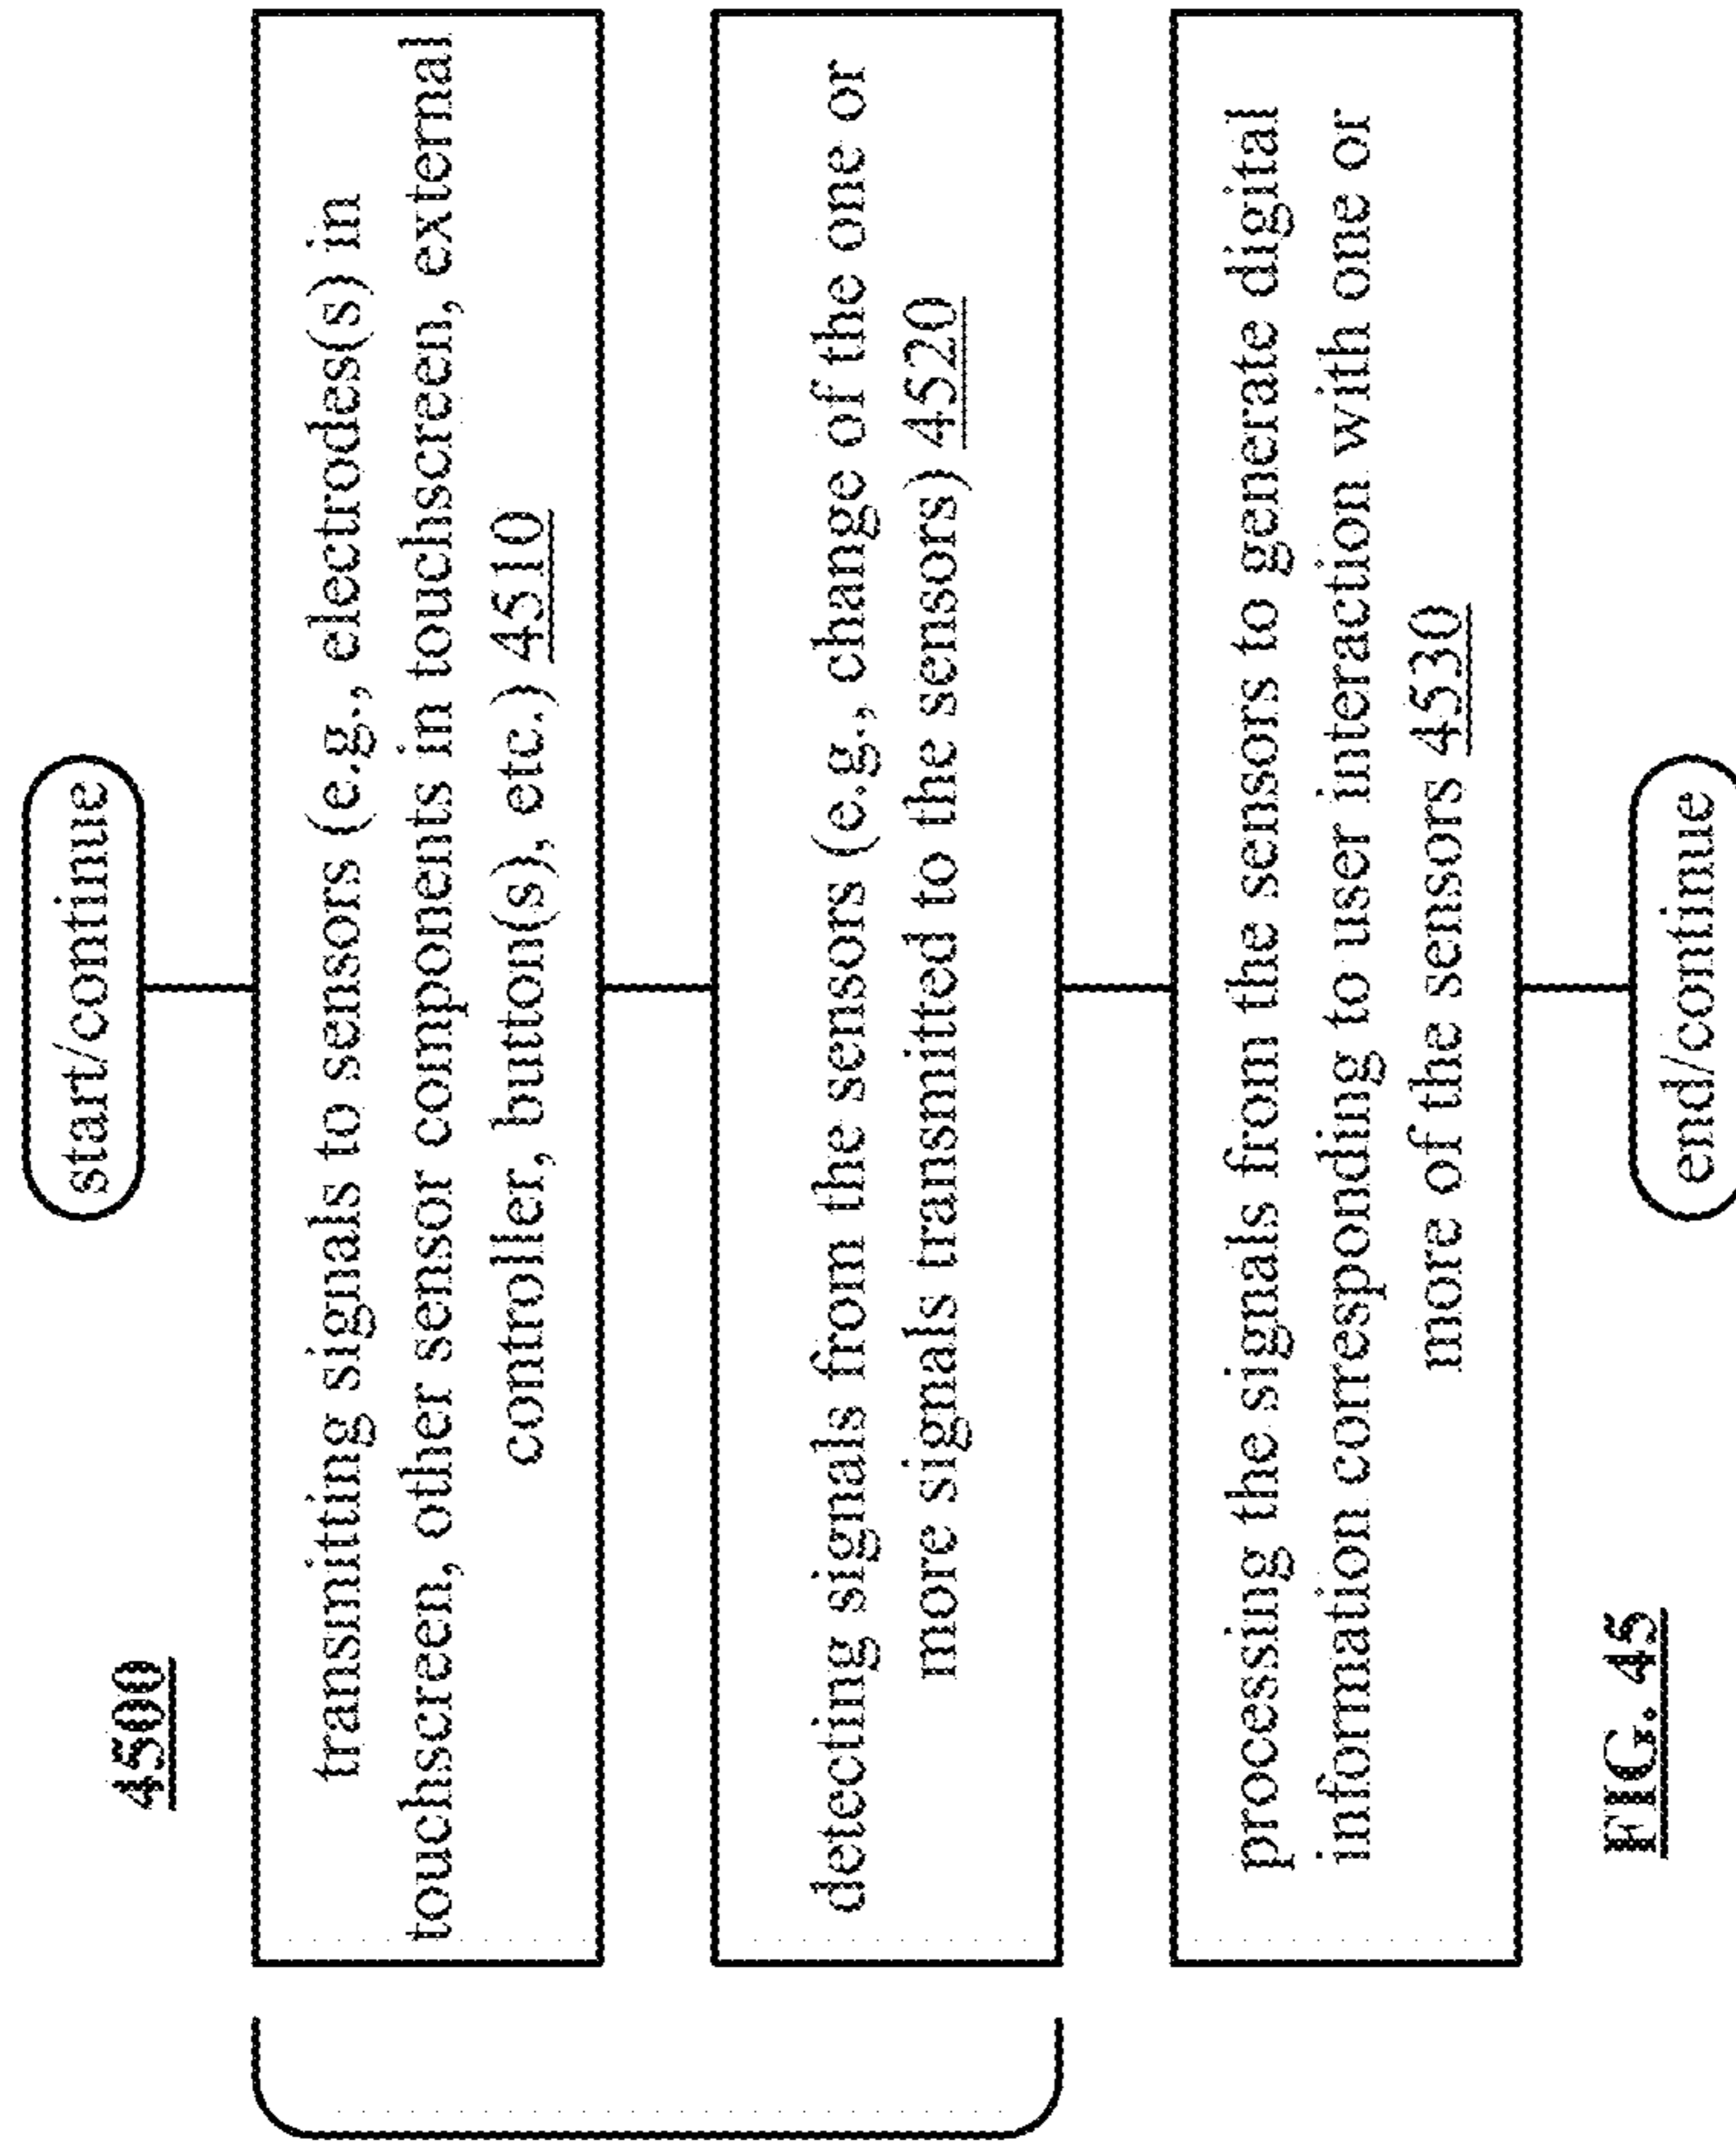 4500
start/continue
transmitting signals to sensors (e.g., electrodes(s) in
touchscreen, other sensor components in touchscreen, external
controller, button(s), etc.) 4510
detecting signals from the sensors (e.g., change of the one or
more signals transmitted to the sensors) 4520
processing the signals from the sensors to generate digital
information corresponding to user interaction with one or
more of the sensors 4530
end/continue
FIG. 45